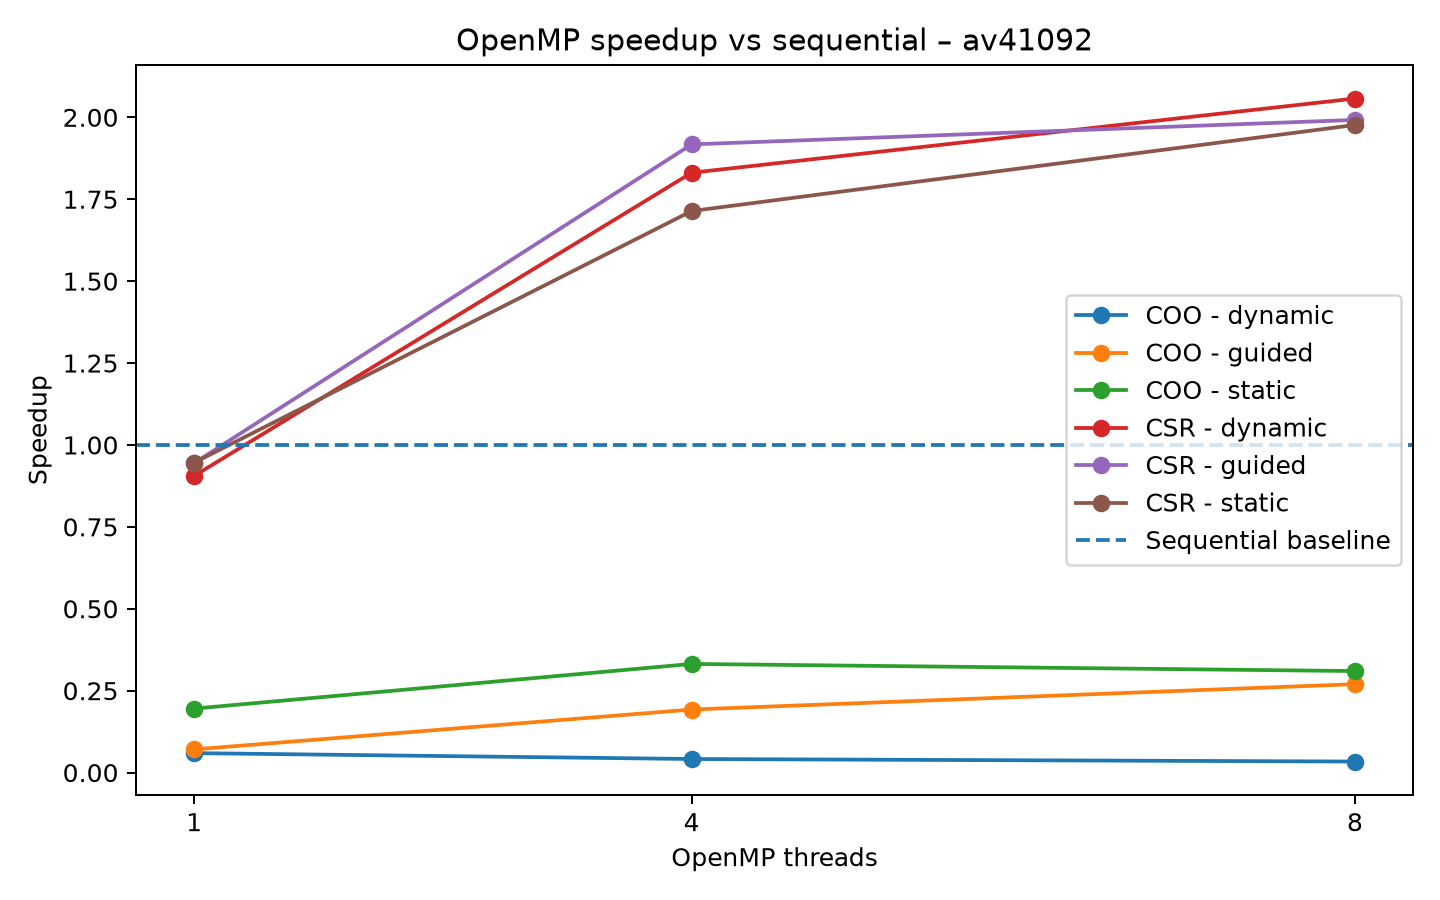 OpenMP speedup vs sequential – av41092
Speedup
2.00
1.75
1.50
1.25
1.00
0.75
0.50
0.25
0.00
COO - dynamic
COO - guided
COO - static
CSR - dynamic
CSR - guided
CSR - static
Sequential baseline
1 4 8
OpenMP threads